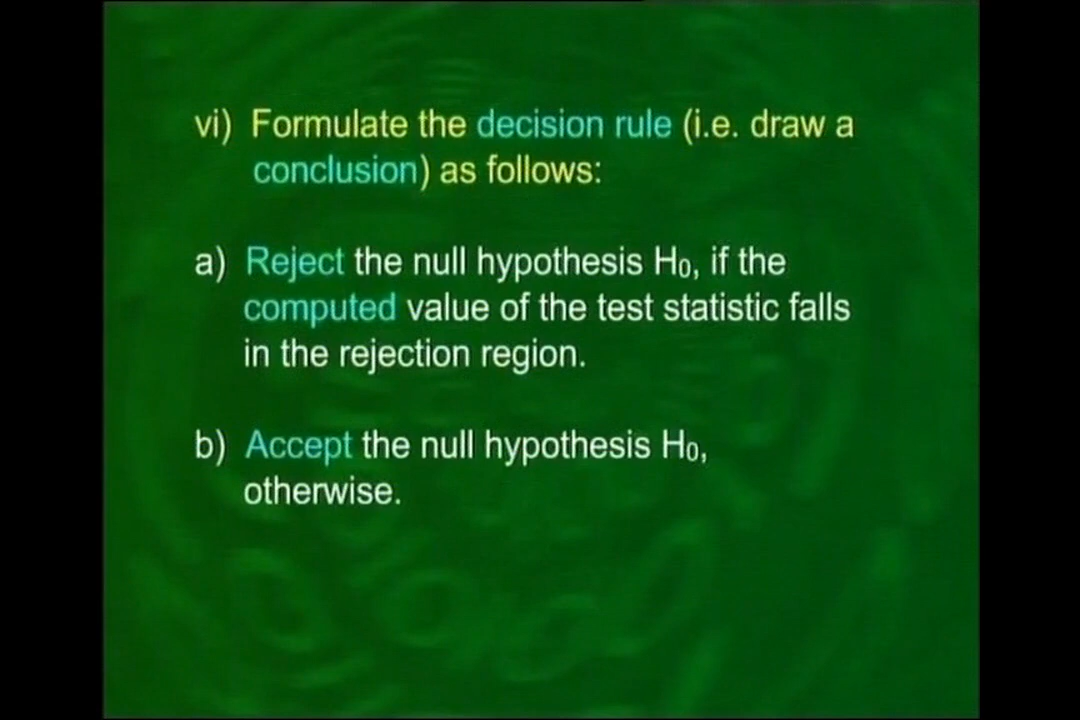 vi) Formulate the decision rule (i.e. draw a
conclusion) as follows:
a) Reject the null hypothesis H₀, if the
computed value of the test statistic falls
in the rejection region.
b) Accept the null hypothesis H₀,
otherwise.